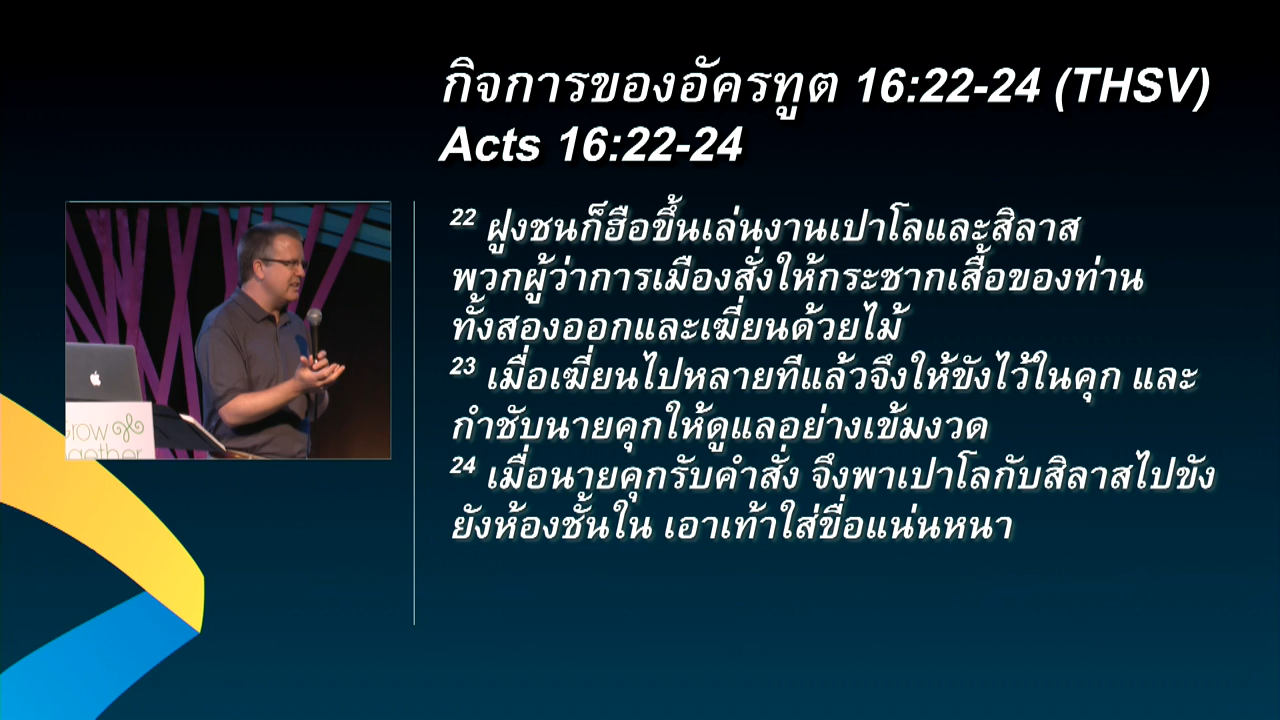 กิจการของอัครทูต 16:22-24 (THSV)
Acts 16:22-24
22 ฝูงชนก็ฮือขึ้นเล่นงานเปาโลและสิลาส
พวกผู้ว่าการเมืองสั่งให้กระชากเสื้อของท่าน
ทั้งสองออกและเฆี่ยนด้วยไม้
23 เมื่อเฆี่ยนไปหลายทีแล้วจึงให้ขังไว้ในคุก และ
กำชับนายคุกให้ดูแลอย่างเข้มงวด
24 เมื่อนายคุกรับคำสั่ง จึงพาเปาโลกับสิลาสไปขัง
ยังห้องชั้นใน เอาเท้าใส่ขื่อแน่นหนา
row
gether